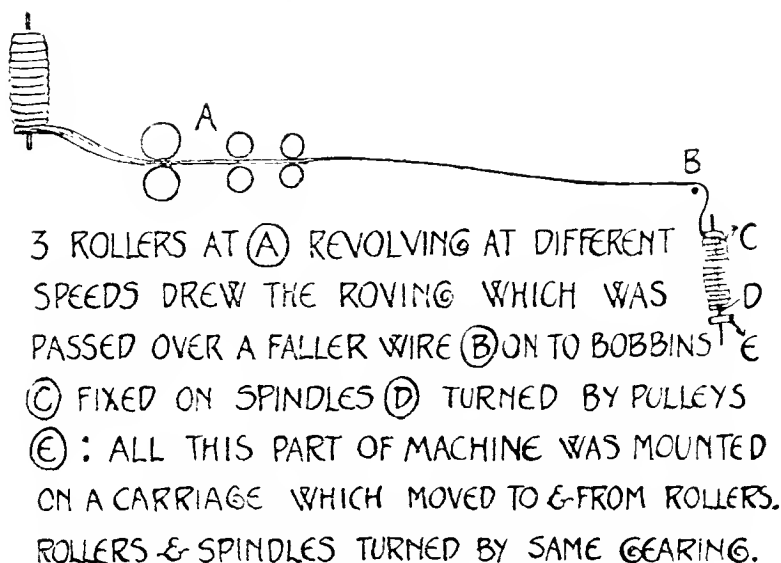 A
B
3 ROLLERS AT Ⓐ REVOLVING AT DIFFERENT C
SPEEDS DREW THE ROVING WHICH WAS D
PASSED OVER A FALLER WIRE Ⓑ ON TO BOBBINS E
Ⓒ FIXED ON SPINDLES Ⓓ TURNED BY PULLEYS
Ⓔ : ALL THIS PART OF MACHINE WAS MOUNTED
ON A CARRIAGE WHICH MOVED TO & FROM ROLLERS.
ROLLERS & SPINDLES TURNED BY SAME GEARING.